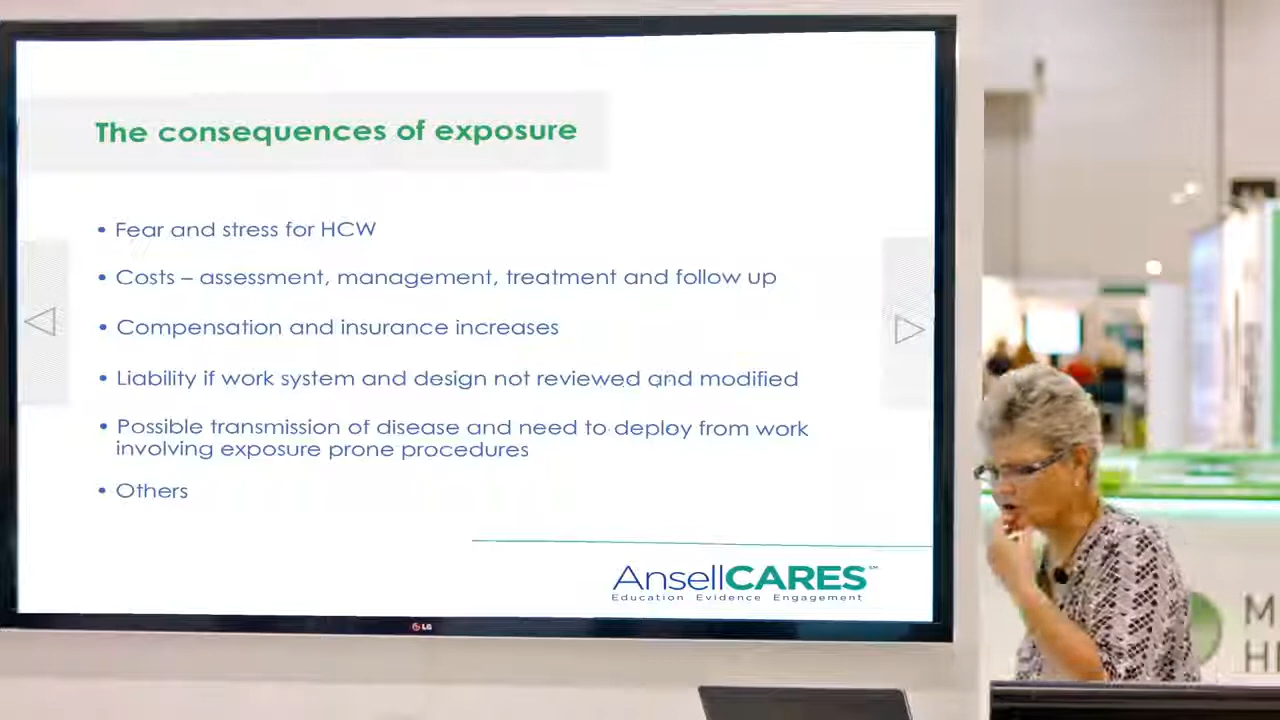 The consequences of exposure
• Fear and stress for HCW
• Costs – assessment, management, treatment and follow up
• Compensation and insurance increases
• Liability if work system and design not reviewed and modified
• Possible transmission of disease and need to deploy from work
involving exposure prone procedures
• Others
AnsellCARES℠
Education Evidence Engagement
LG